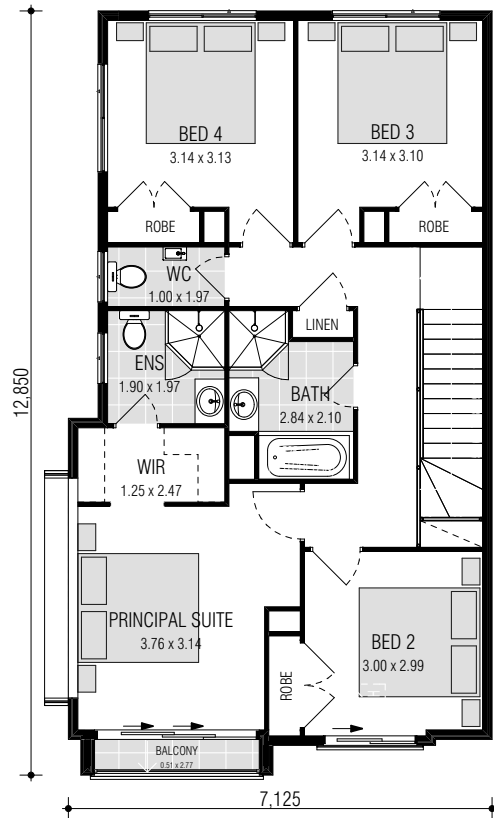 BED 4
3.14 x 3.13
BED 3
3.14 x 3.10
ROBE
ROBE
WC
1.00 x 1.97
LINEN
ENS
1.90 x 1.97
BATH
2.84 x 2.10
12,850
WIR
1.25 x 2.47
PRINCIPAL SUITE
3.76 x 3.14
BED 2
3.00 x 2.99
ROBE
BALCONY
0.51 x 2.77
7,125